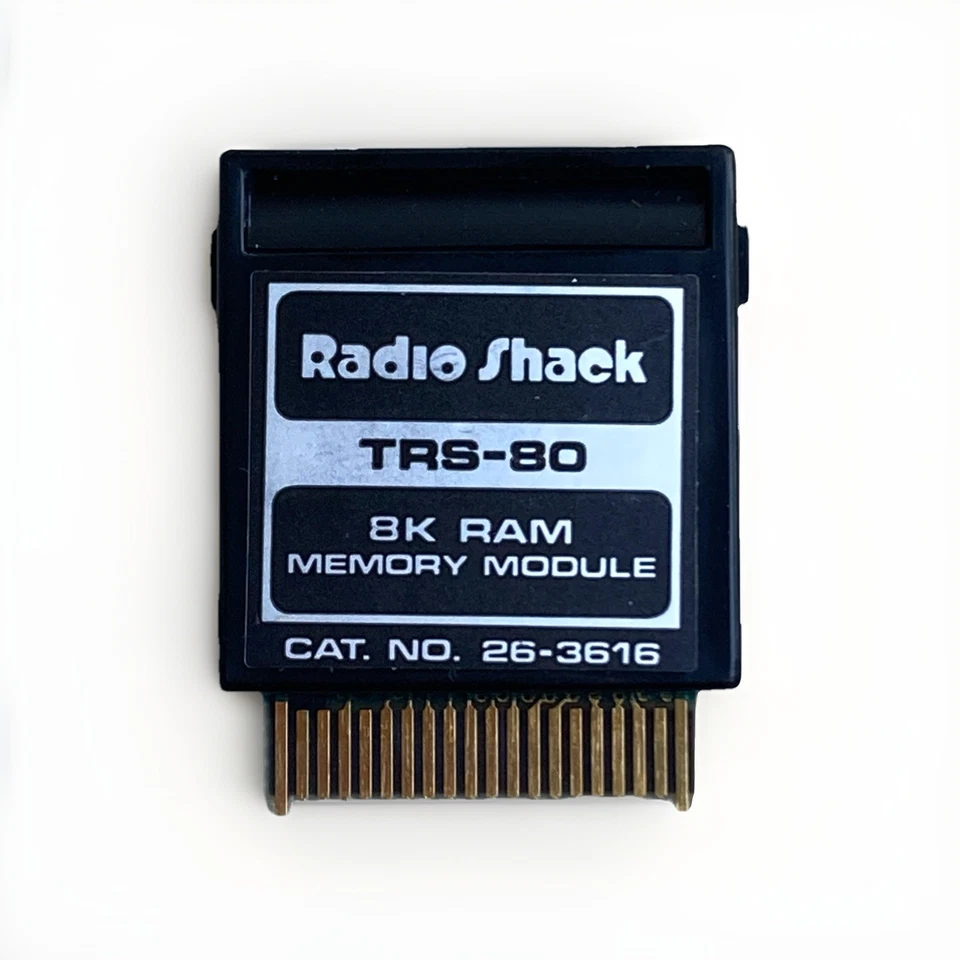 Radio Shack
TRS-80
8K RAM
MEMORY MODULE
CAT. NO. 26-3616